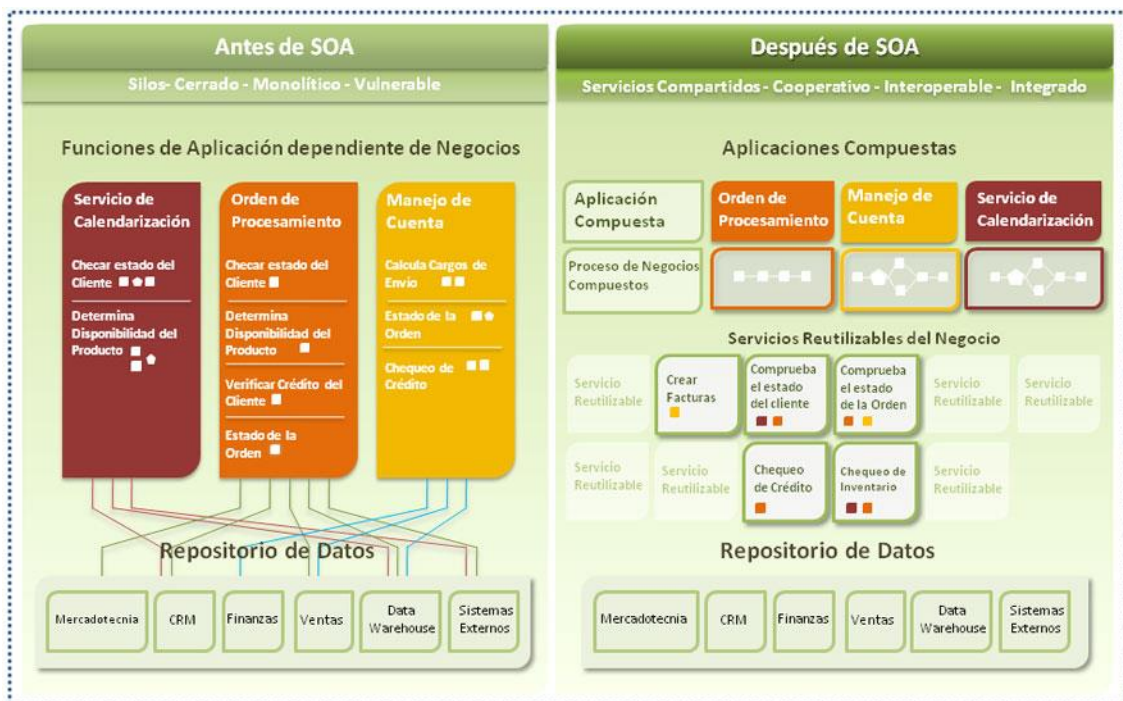 Antes de SOA
Silos- Cerrado - Monolítico - Vulnerable
Funciones de Aplicación dependiente de Negocios
Servicio de
Calendarización
Checar estado del
Cliente
Determina
Disponibilidad del
Producto
Orden de
Procesamiento
Checar estado del
Cliente
Determina
Disponibilidad del
Producto
Verificar Crédito del
Cliente
Estado de la
Orden
Manejo de
Cuenta
Calcula Cargos de
Envio
Estado de la
Orden
Chequeo de
Crédito
Repositorio de Datos
Mercadotecnia
CRM
Finanzas
Ventas
Data
Warehouse
Sistemas
Externos
Después de SOA
Servicios Compartidos - Cooperativo - Interoperable - Integrado
Aplicaciones Compuestas
Aplicación
Compuesta
Orden de
Procesamiento
Manejo de
Cuenta
Servicio de
Calendarización
Proceso de Negocios
Compuestos
Servicios Reutilizables del Negocio
Servicio
Reutilizable
Crear
Facturas
Comprueba
el estado
del cliente
Comprueba
el estado
de la Orden
Servicio
Reutilizable
Servicio
Reutilizable
Servicio
Reutilizable
Servicio
Reutilizable
Chequeo
de Crédito
Chequeo de
Inventario
Servicio
Reutilizable
Repositorio de Datos
Mercadotecnia
CRM
Finanzas
Ventas
Data
Warehouse
Sistemas
Externos